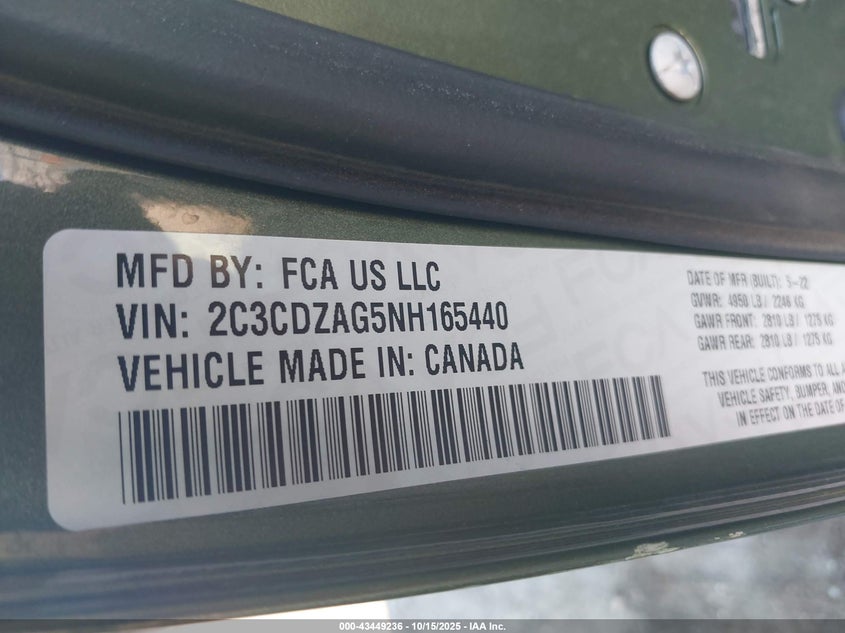 MFD BY: FCA US LLC
VIN: 2C3CDZAG5NH165440
VEHICLE MADE IN: CANADA
DATE OF MFR (BUILT): 5-22
GVWR: 4950 LB / 2246 KG
GAWR FRONT: 2810 LB / 1275 KG
GAWR REAR: 2810 LB / 1275 KG
THIS VEHICLE CONFORMS TO ALL A
VEHICLE SAFETY, BUMPER, AND
IN EFFECT ON THE DATE OF
000-43449236 - 10/15/2025 - IAA Inc.